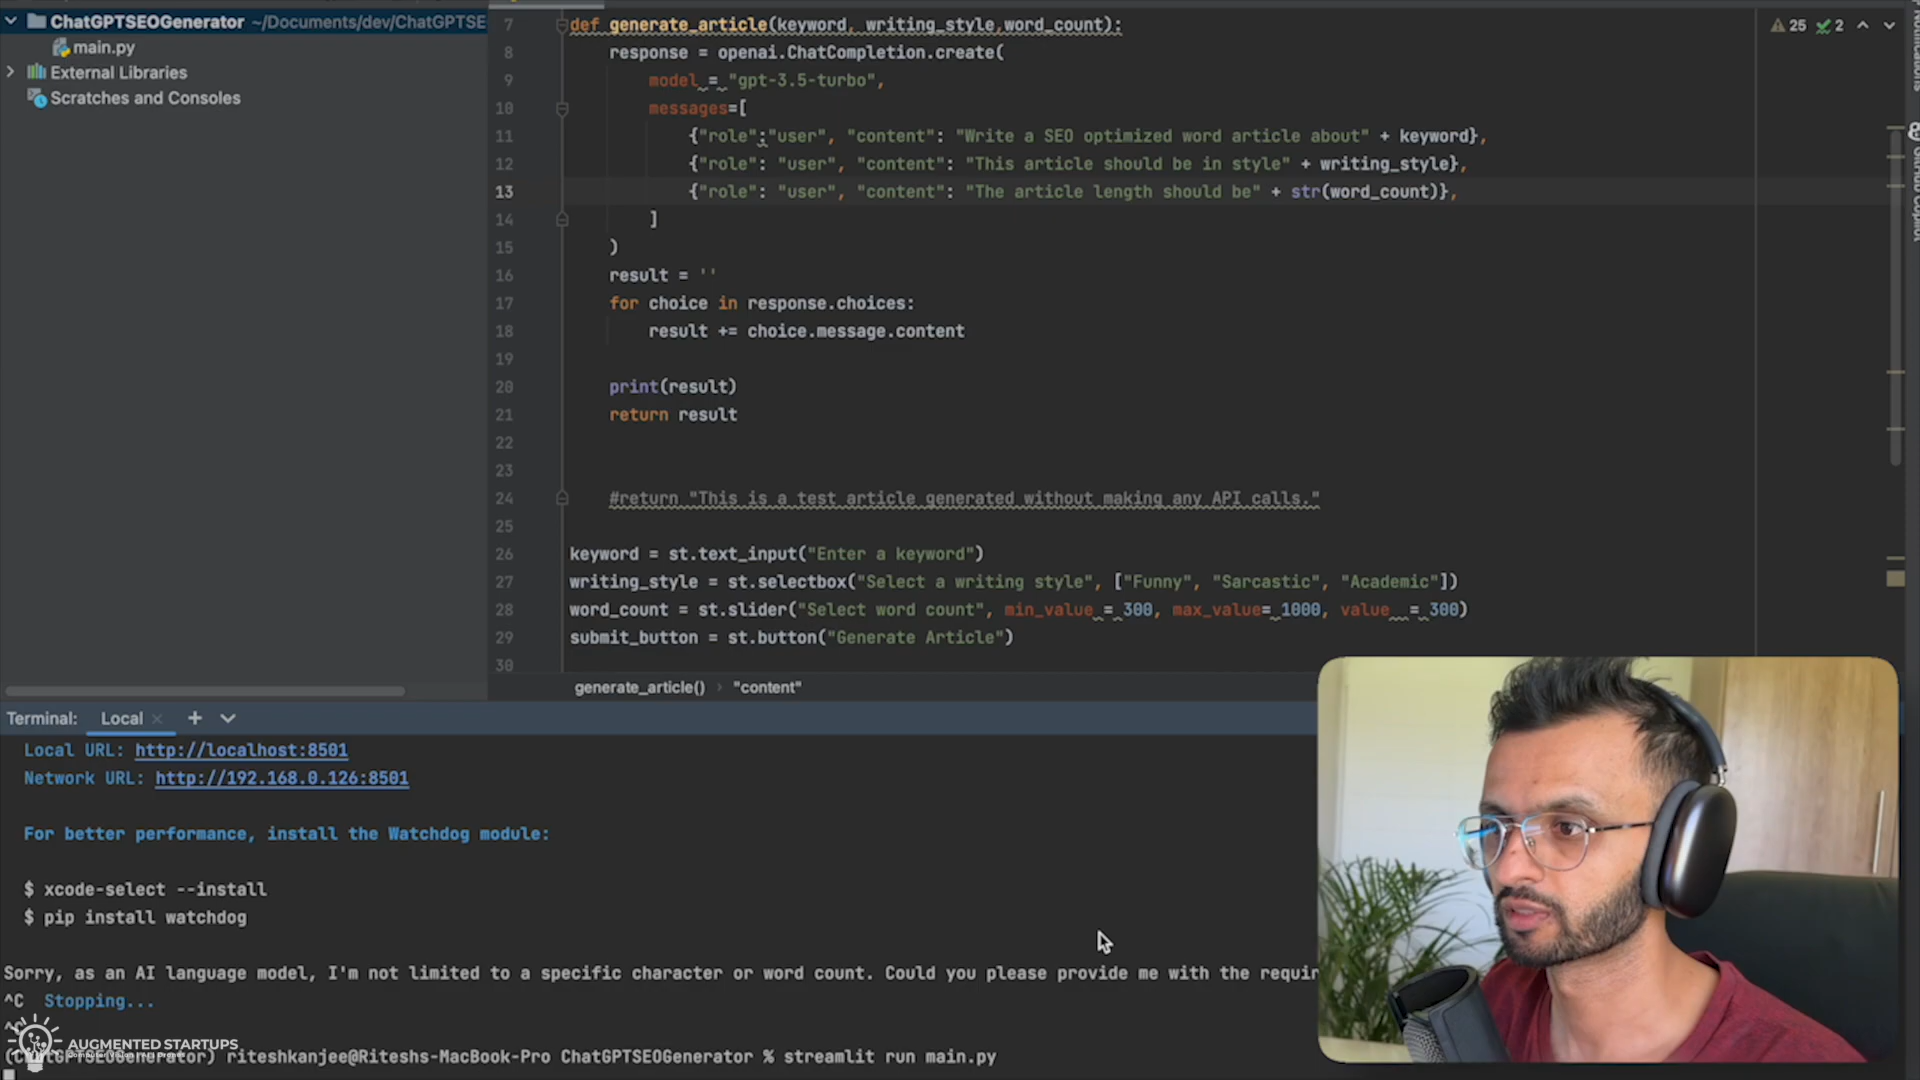 ChatGPTSEOGenerator ~/Documents/dev/ChatGPTSE
main.py
External Libraries
Scratches and Consoles
7 def generate_article(keyword, writing_style,word_count):
8 response = openai.ChatCompletion.create(
9 model = "gpt-3.5-turbo",
10 messages=[
11 {"role":"user", "content": "Write a SEO optimized word article about" + keyword},
12 {"role": "user", "content": "This article should be in style" + writing_style},
13 {"role": "user", "content": "The article length should be" + str(word_count)},
14 ]
15 )
16 result = ''
17 for choice in response.choices:
18 result += choice.message.content
19
20 print(result)
21 return result
22
23
24 #return "This is a test article generated without making any API calls."
25
26 keyword = st.text_input("Enter a keyword")
27 writing_style = st.selectbox("Select a writing style", ["Funny", "Sarcastic", "Academic"])
28 word_count = st.slider("Select word count", min_value = 300, max_value= 1000, value = 300)
29 submit_button = st.button("Generate Article")
30
25 2
Notifications
GitHub Copilot
generate_article() › "content"
Terminal: Local × +
Local URL: http://localhost:8501
Network URL: http://192.168.0.126:8501
For better performance, install the Watchdog module:
$ xcode-select --install
$ pip install watchdog
Sorry, as an AI language model, I'm not limited to a specific character or word count. Could you please provide me with the requir
^C Stopping...
^C
AUGMENTED STARTUPS
(ChatGPTSEOGenerator) riteshkanjee@Riteshs-MacBook-Pro ChatGPTSEOGenerator % streamlit run main.py